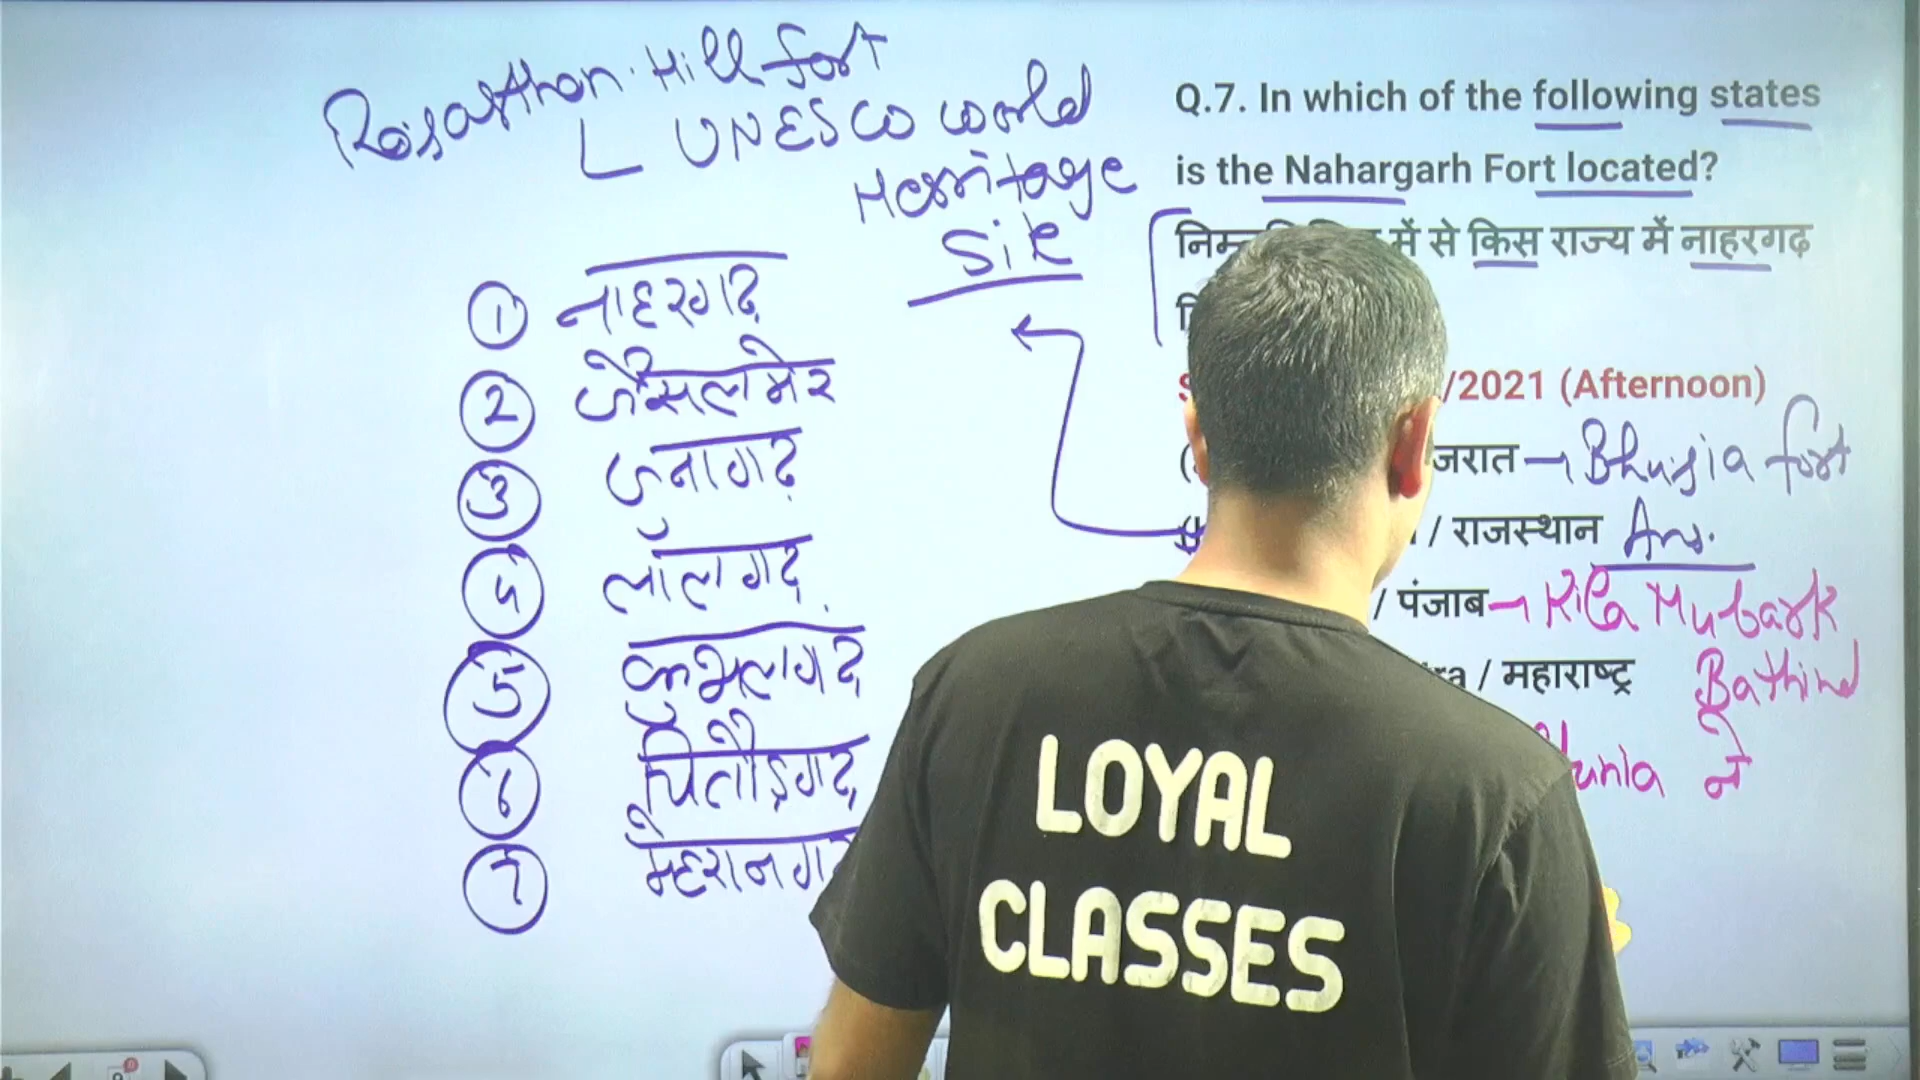 Rajasthan Hill fort
UNESCO world
Heritage
Site
① नाहरगढ़
② जैसलमेर
③ जूनागढ़
④ लालगढ़
⑤ कुंभलगढ़
⑥ चित्तौड़गढ़
⑦ मेहरानग
Q.7. In which of the following states
is the Nahargarh Fort located?
में से किस राज्य में नाहरगढ़
/2021 (Afternoon)
जरात → Bhujia fort
/ राजस्थान Ans.
/ पंजाब → Kila Mubark
ra / महाराष्ट्र Bathind
ने
LOYAL
CLASSES